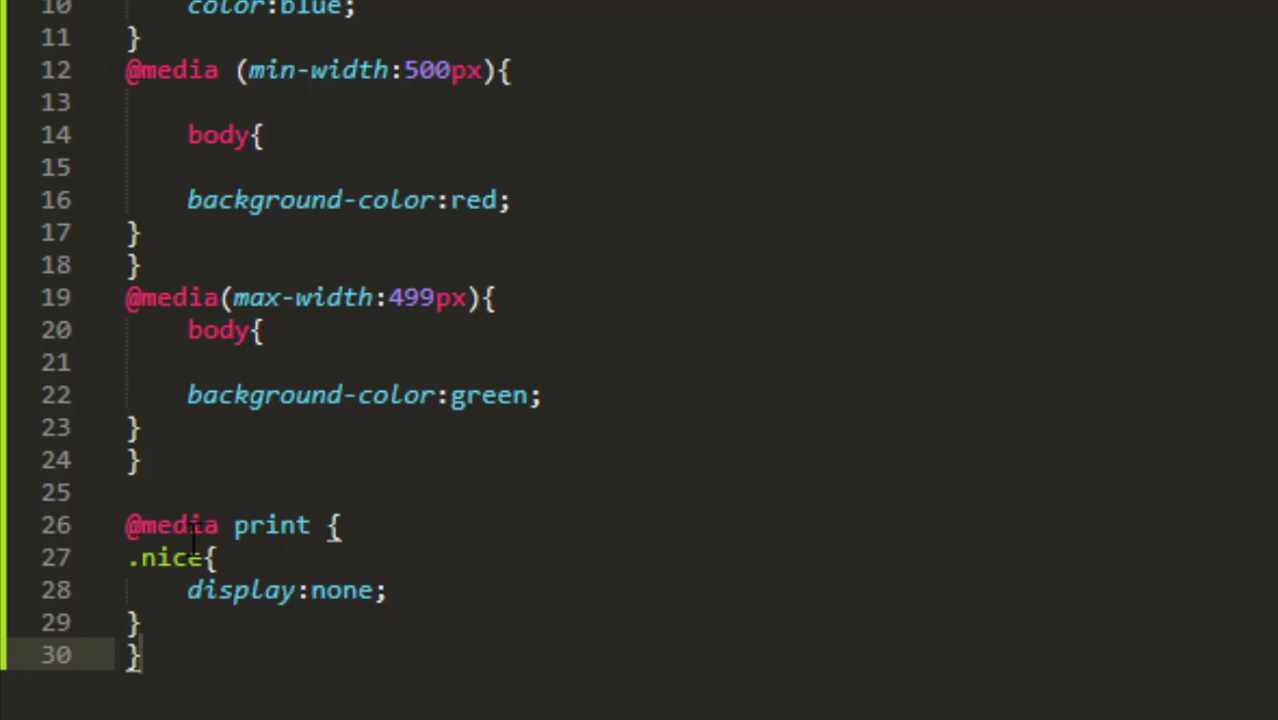 10 color:blue;
11 }
12 @media (min-width:500px){
13
14 body{
15
16 background-color:red;
17 }
18 }
19 @media(max-width:499px){
20 body{
21
22 background-color:green;
23 }
24 }
25
26 @media print {
27 .nice{
28 display:none;
29 }
30 }